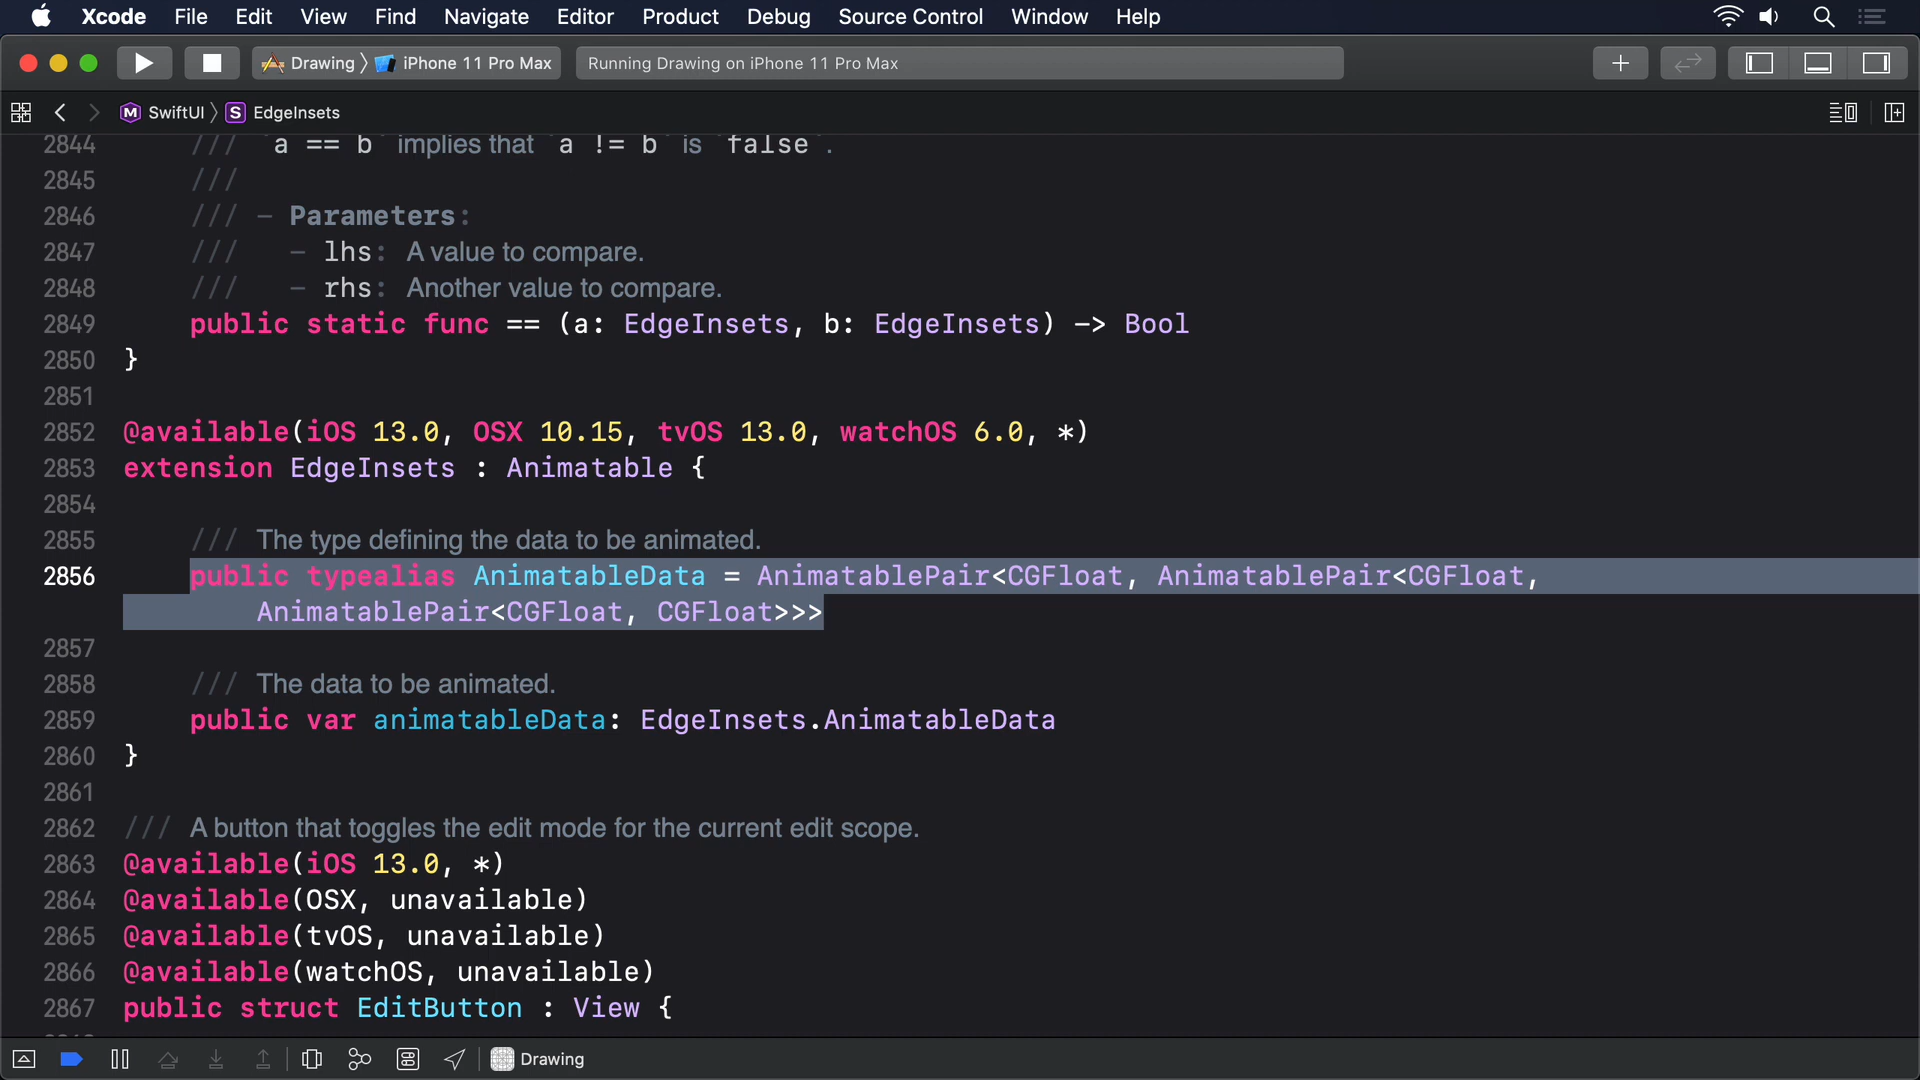 Xcode File Edit View Find Navigate Editor Product Debug Source Control Window Help
Drawing 〉 iPhone 11 Pro Max Running Drawing on iPhone 11 Pro Max
M SwiftUI 〉 S EdgeInsets
2844 /// `a == b` implies that `a != b` is `false`.
2845 ///
2846 /// - Parameters:
2847 ///   - lhs: A value to compare.
2848 ///   - rhs: Another value to compare.
2849 public static func == (a: EdgeInsets, b: EdgeInsets) -> Bool
2850 }
2851
2852 @available(iOS 13.0, OSX 10.15, tvOS 13.0, watchOS 6.0, *)
2853 extension EdgeInsets : Animatable {
2854
2855 /// The type defining the data to be animated.
2856 public typealias AnimatableData = AnimatablePair<CGFloat, AnimatablePair<CGFloat,
AnimatablePair<CGFloat, CGFloat>>>
2857
2858 /// The data to be animated.
2859 public var animatableData: EdgeInsets.AnimatableData
2860 }
2861
2862 /// A button that toggles the edit mode for the current edit scope.
2863 @available(iOS 13.0, *)
2864 @available(OSX, unavailable)
2865 @available(tvOS, unavailable)
2866 @available(watchOS, unavailable)
2867 public struct EditButton : View {
Drawing